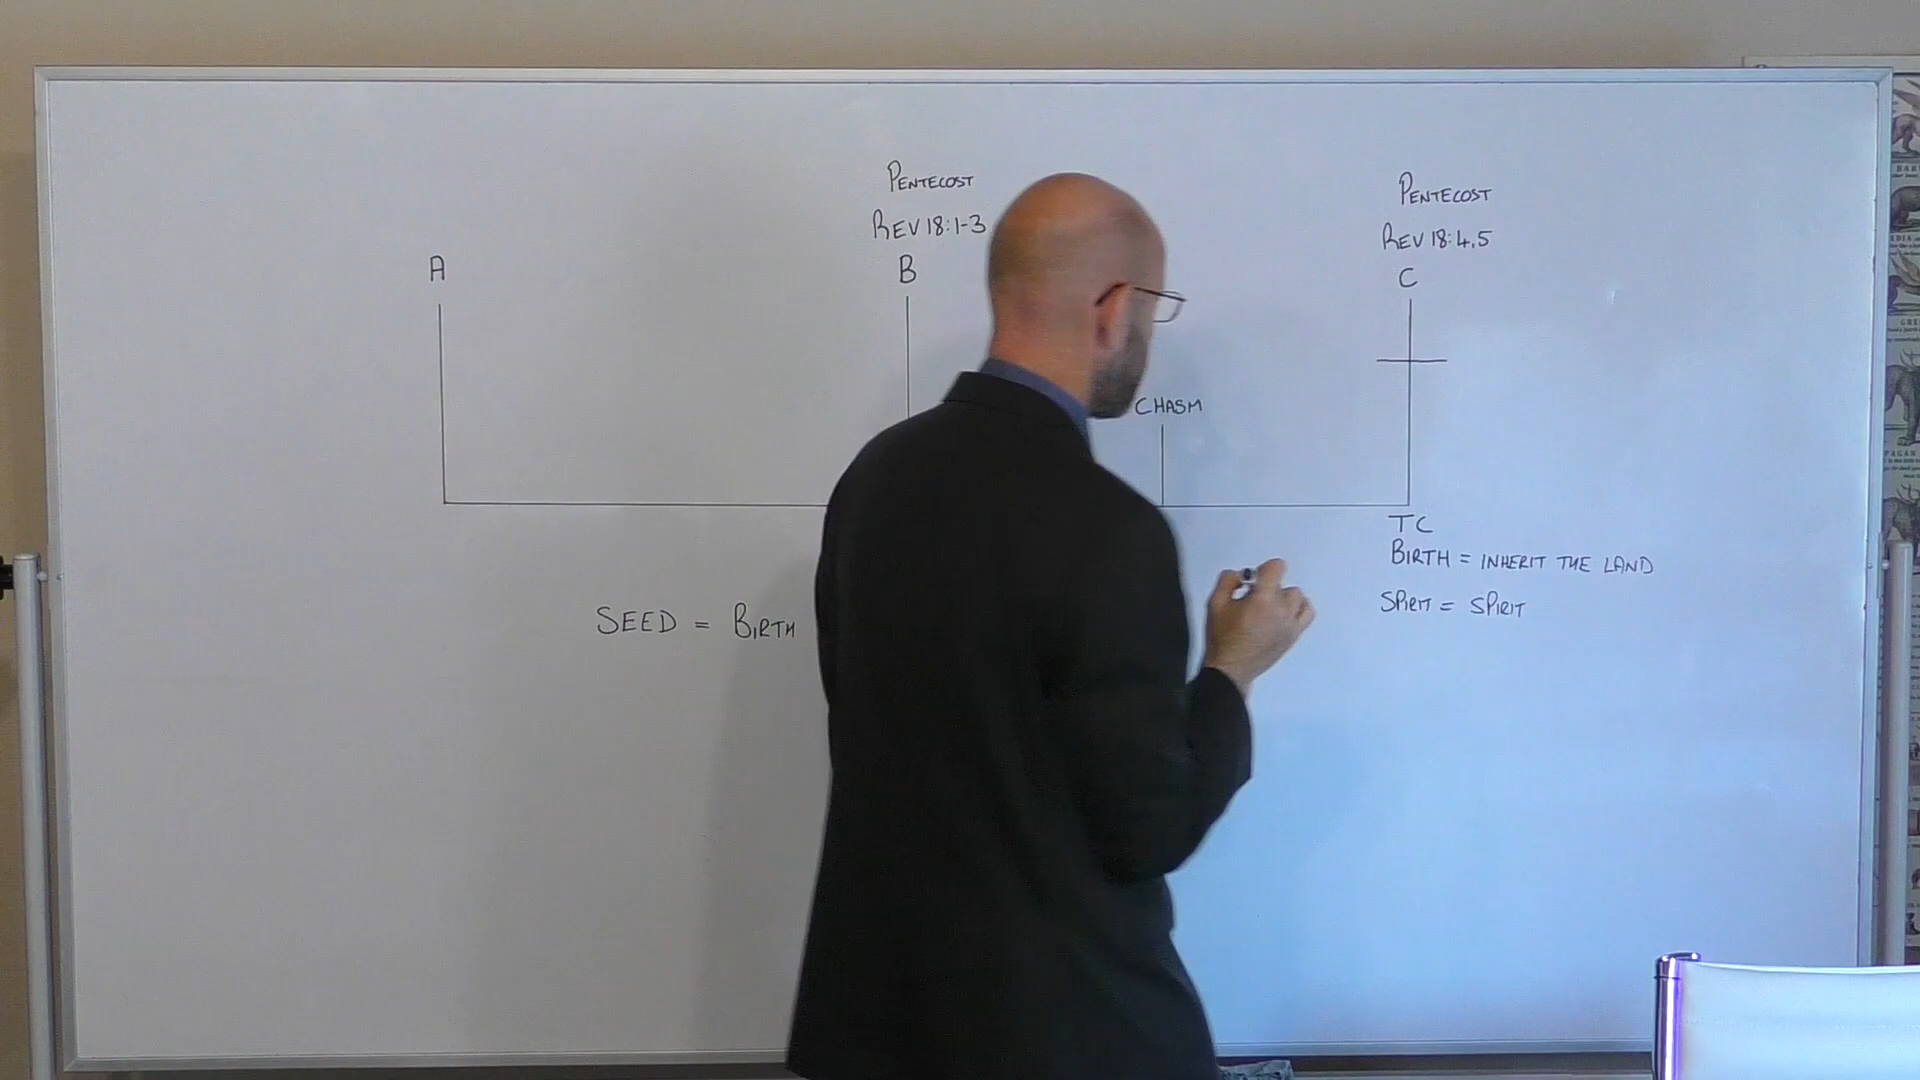 PENTECOST
REV 18:1-3
A
B
PENTECOST
REV 18:4,5
C
CHASM
TC
BIRTH = INHERIT THE LAND
SPIRIT = SPIRIT
SEED = BIRTH